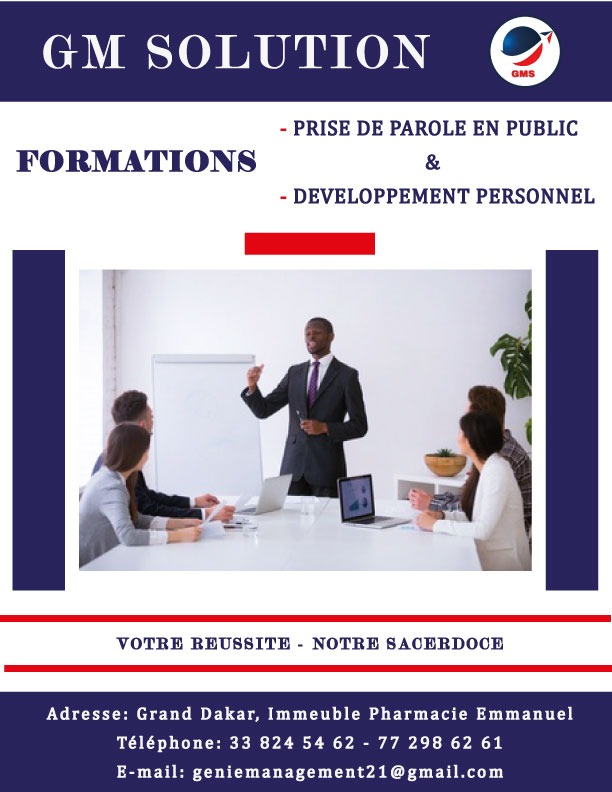 GM SOLUTION
GMS
FORMATIONS
- PRISE DE PAROLE EN PUBLIC
&
- DEVELOPPEMENT PERSONNEL
VOTRE REUSSITE - NOTRE SACERDOCE
Adresse: Grand Dakar, Immeuble Pharmacie Emmanuel
Téléphone: 33 824 54 62 - 77 298 62 61
E-mail: geniemanagement21@gmail.com